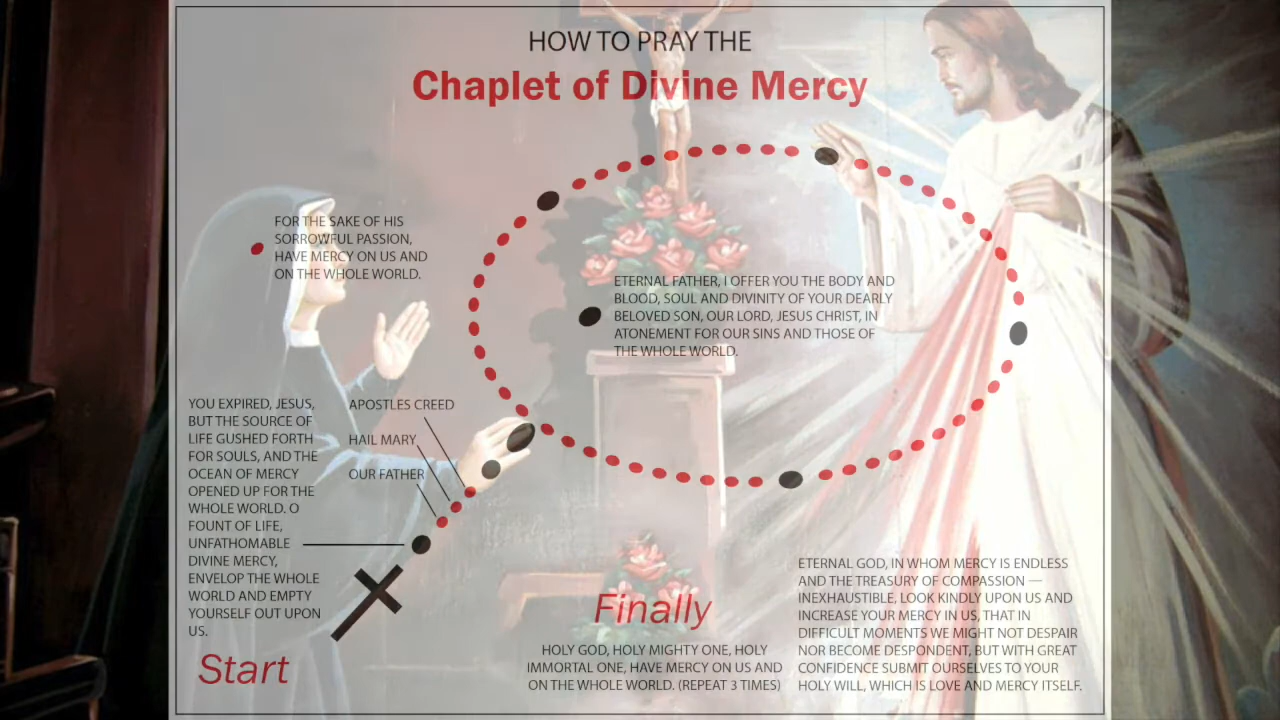 HOW TO PRAY THE
Chaplet of Divine Mercy
FOR THE SAKE OF HIS
SORROWFUL PASSION,
HAVE MERCY ON US AND
ON THE WHOLE WORLD.
ETERNAL FATHER, I OFFER YOU THE BODY AND
BLOOD, SOUL AND DIVINITY OF YOUR DEARLY
BELOVED SON, OUR LORD, JESUS CHRIST, IN
ATONEMENT FOR OUR SINS AND THOSE OF
THE WHOLE WORLD.
YOU EXPIRED, JESUS,
BUT THE SOURCE OF
LIFE GUSHED FORTH
FOR SOULS, AND THE
OCEAN OF MERCY
OPENED UP FOR THE
WHOLE WORLD. O
FOUNT OF LIFE,
UNFATHOMABLE
DIVINE MERCY,
ENVELOP THE WHOLE
WORLD AND EMPTY
YOURSELF OUT UPON
US.
APOSTLES CREED
HAIL MARY
OUR FATHER
Start
Finally
HOLY GOD, HOLY MIGHTY ONE, HOLY
IMMORTAL ONE, HAVE MERCY ON US AND
ON THE WHOLE WORLD. (REPEAT 3 TIMES)
ETERNAL GOD, IN WHOM MERCY IS ENDLESS
AND THE TREASURY OF COMPASSION —
INEXHAUSTIBLE, LOOK KINDLY UPON US AND
INCREASE YOUR MERCY IN US, THAT IN
DIFFICULT MOMENTS WE MIGHT NOT DESPAIR
NOR BECOME DESPONDENT, BUT WITH GREAT
CONFIDENCE SUBMIT OURSELVES TO YOUR
HOLY WILL, WHICH IS LOVE AND MERCY ITSELF.